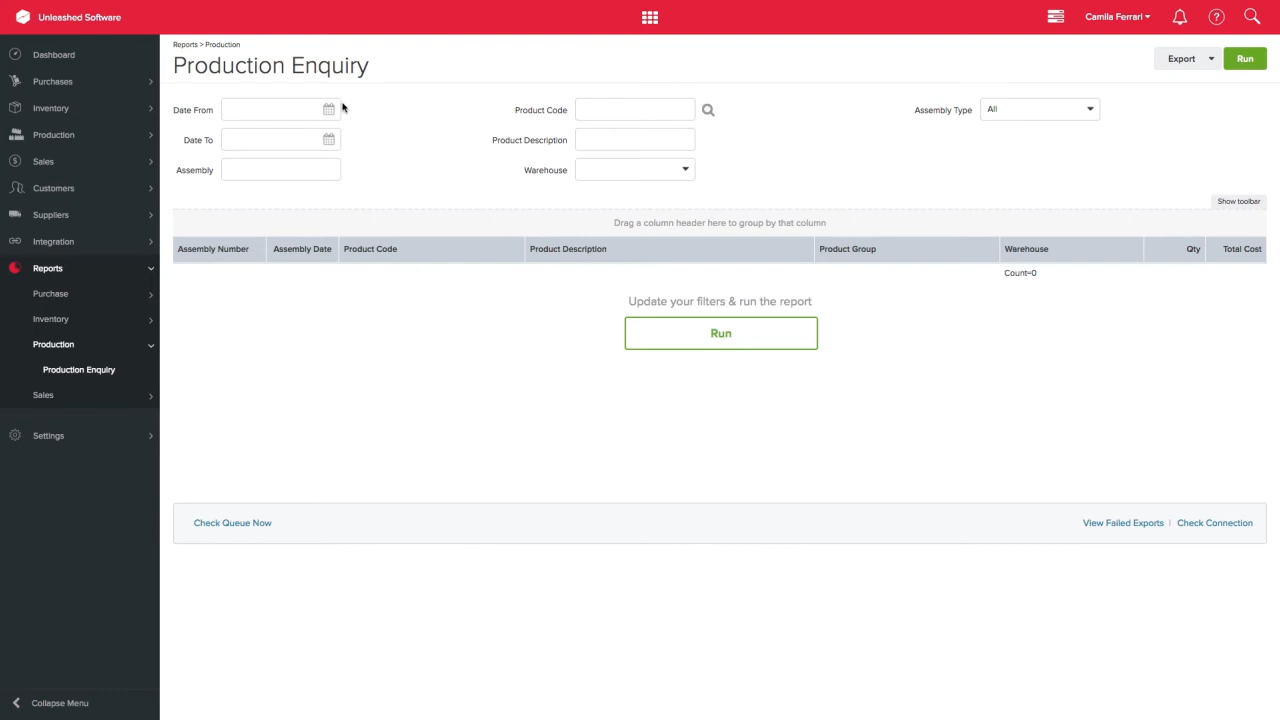 Unleashed Software
Camila Ferrari
?
Dashboard
Purchases
Inventory
Production
Sales
Customers
Suppliers
Integration
Reports
Purchase
Inventory
Production
Production Enquiry
Sales
Settings
Collapse Menu
Reports > Production
Production Enquiry
Export
Run
Date From
Product Code
Assembly Type
All
Date To
Product Description
Assembly
Warehouse
Show toolbar
Drag a column header here to group by that column
Assembly Number Assembly Date Product Code Product Description Product Group Warehouse Qty Total Cost
Count=0
Update your filters & run the report
Run
Check Queue Now
View Failed Exports | Check Connection